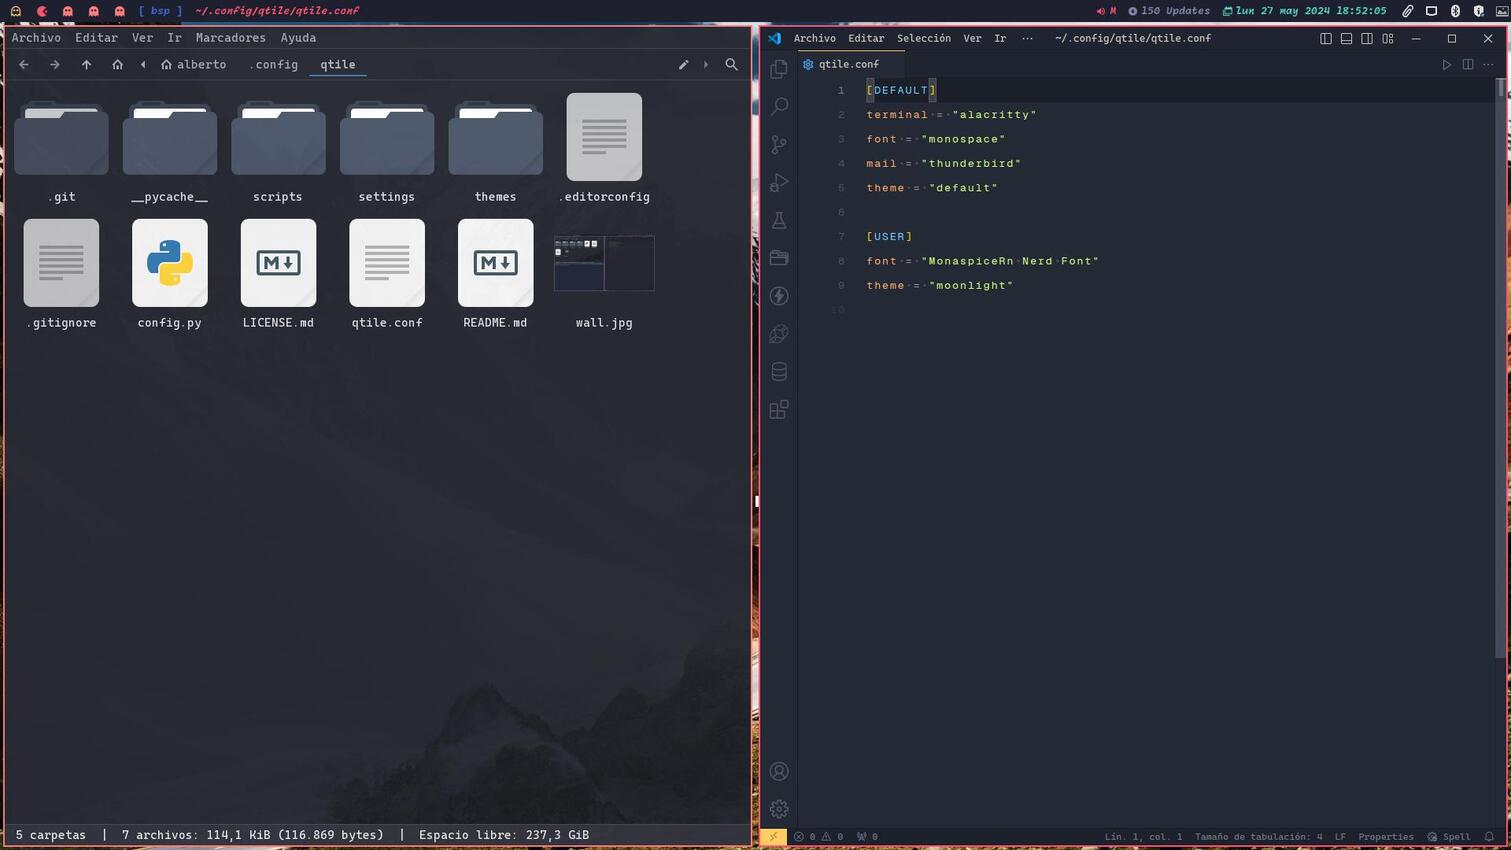 [ bsp ] ~/.config/qtile/qtile.conf
M 150 Updates lun 27 may 2024 18:52:05
Archivo Editar Ver Ir Marcadores Ayuda
alberto .config qtile
.git __pycache__ scripts settings themes .editorconfig
.gitignore config.py LICENSE.md qtile.conf README.md wall.jpg
5 carpetas | 7 archivos: 114,1 KiB (116.869 bytes) | Espacio libre: 237,3 GiB
Archivo Editar Selección Ver Ir ··· ~/.config/qtile/qtile.conf
qtile.conf
1 [DEFAULT]
2 terminal = "alacritty"
3 font = "monospace"
4 mail = "thunderbird"
5 theme = "default"
6
7 [USER]
8 font = "MonaspiceRn Nerd Font"
9 theme = "moonlight"
10
0 0 0 Lín. 1, col. 1 Tamaño de tabulación: 4 LF Properties Spell